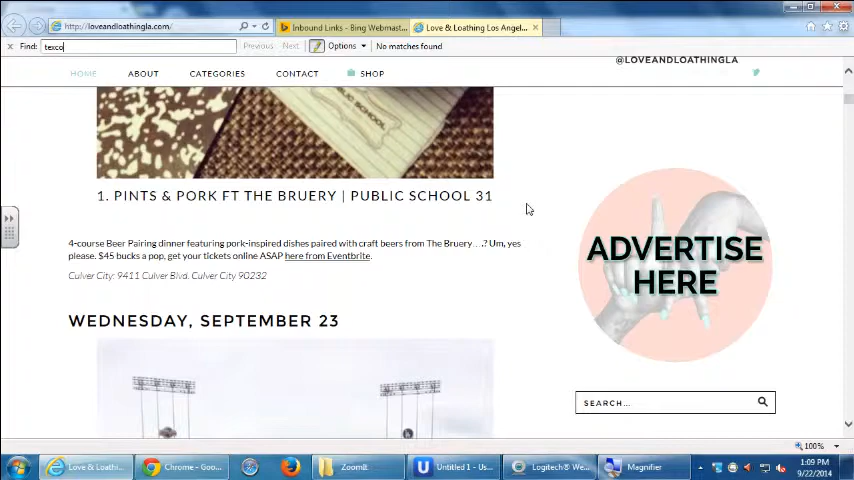 http://loveandloathingla.com/
Inbound Links - Bing Webmast...
Love & Loathing Los Angel...
Find: texco
Previous Next Options No matches found
@LOVEANDLOATHINGLA
HOME ABOUT CATEGORIES CONTACT SHOP
PUBLIC SCHOOL
1. PINTS & PORK FT THE BRUERY | PUBLIC SCHOOL 31
4-course Beer Pairing dinner featuring pork-inspired dishes paired with craft beers from The Bruery….? Um, yes
please. $45 bucks a pop, get your tickets online ASAP here from Eventbrite.
Culver City: 9411 Culver Blvd. Culver City 90232
ADVERTISE
HERE
WEDNESDAY, SEPTEMBER 23
SEARCH...
100%
Love & Loathing L... Chrome - Goo... ZoomIt Untitled 1 - Us... Logitech® We... Magnifier
1:09 PM
9/22/2014